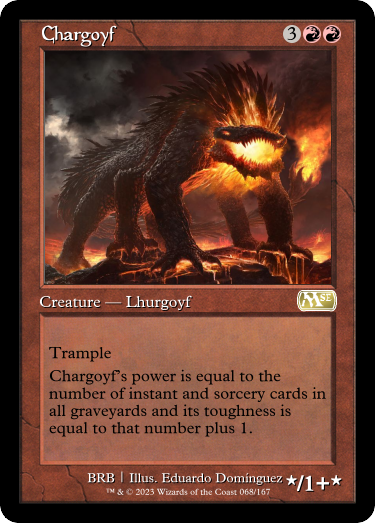 Chargoyf 3
Creature — Lhurgoyf MSE
Trample
Chargoyf's power is equal to the
number of instant and sorcery cards in
all graveyards and its toughness is
equal to that number plus 1.
BRB | Illus. Eduardo Domínguez ★/1+★
™ & © 2023 Wizards of the Coast 068/167